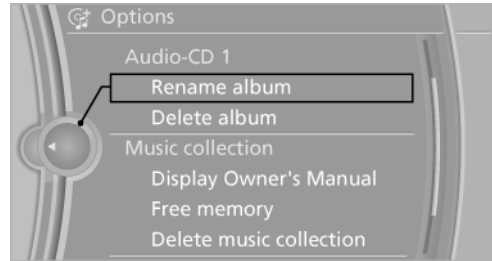 Options
Audio-CD 1
Rename album
Delete album
Music collection
Display Owner's Manual
Free memory
Delete music collection